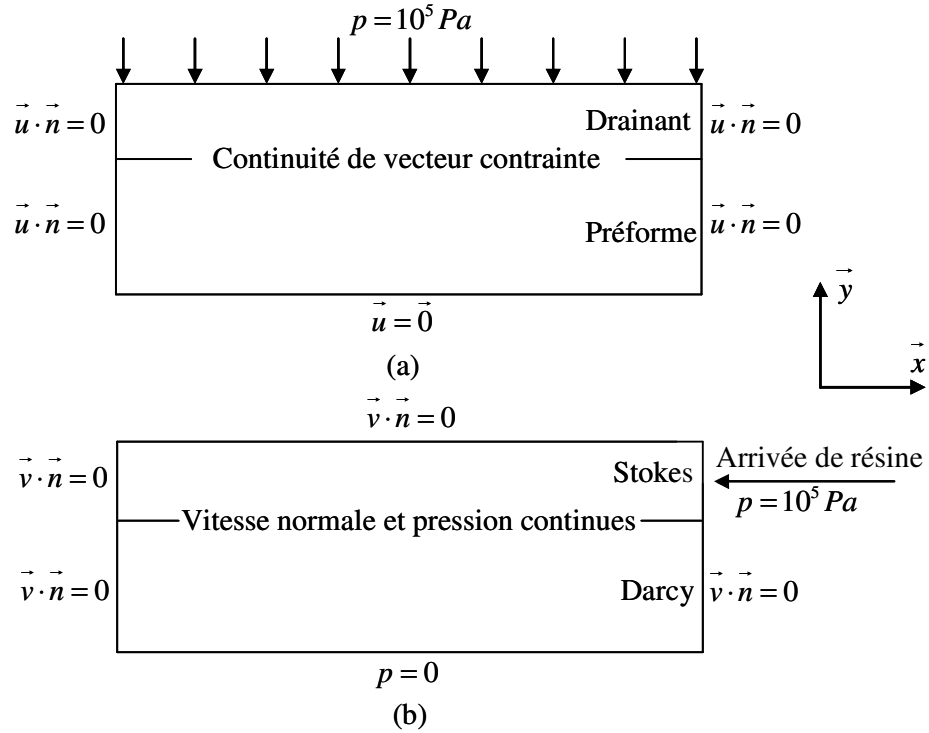 p = 10⁵ Pa
u⃗ · n⃗ = 0
Drainant
u⃗ · n⃗ = 0
Continuité de vecteur contrainte
u⃗ · n⃗ = 0
Préforme
u⃗ · n⃗ = 0
u⃗ = 0⃗
(a)
y⃗
x⃗
v⃗ · n⃗ = 0
v⃗ · n⃗ = 0
Stokes
Arrivée de résine
p = 10⁵ Pa
Vitesse normale et pression continues
v⃗ · n⃗ = 0
Darcy
v⃗ · n⃗ = 0
p = 0
(b)